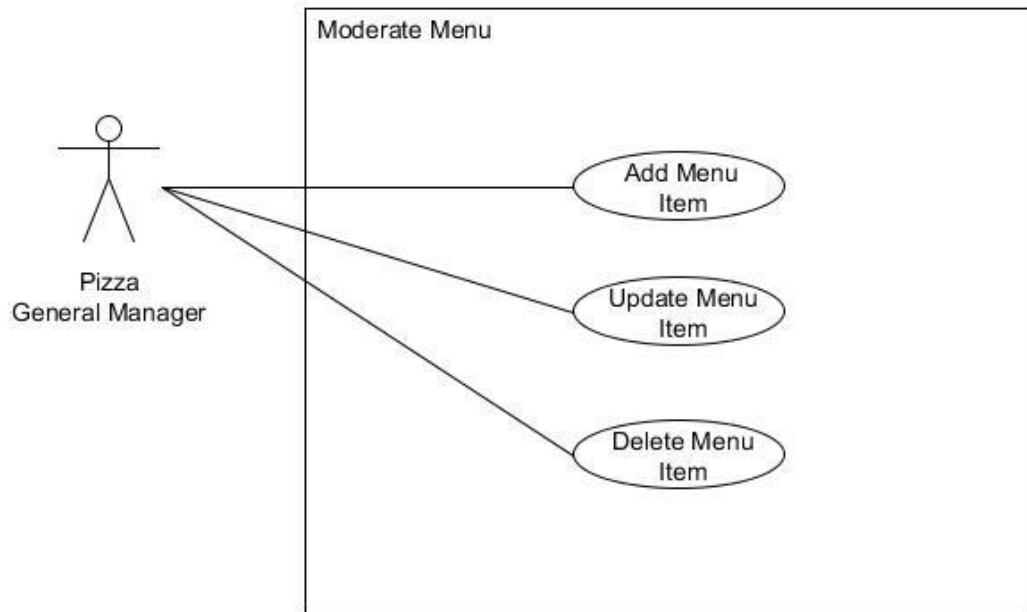 Moderate Menu
Add Menu
Item
Pizza
General Manager
Update Menu
Item
Delete Menu
Item